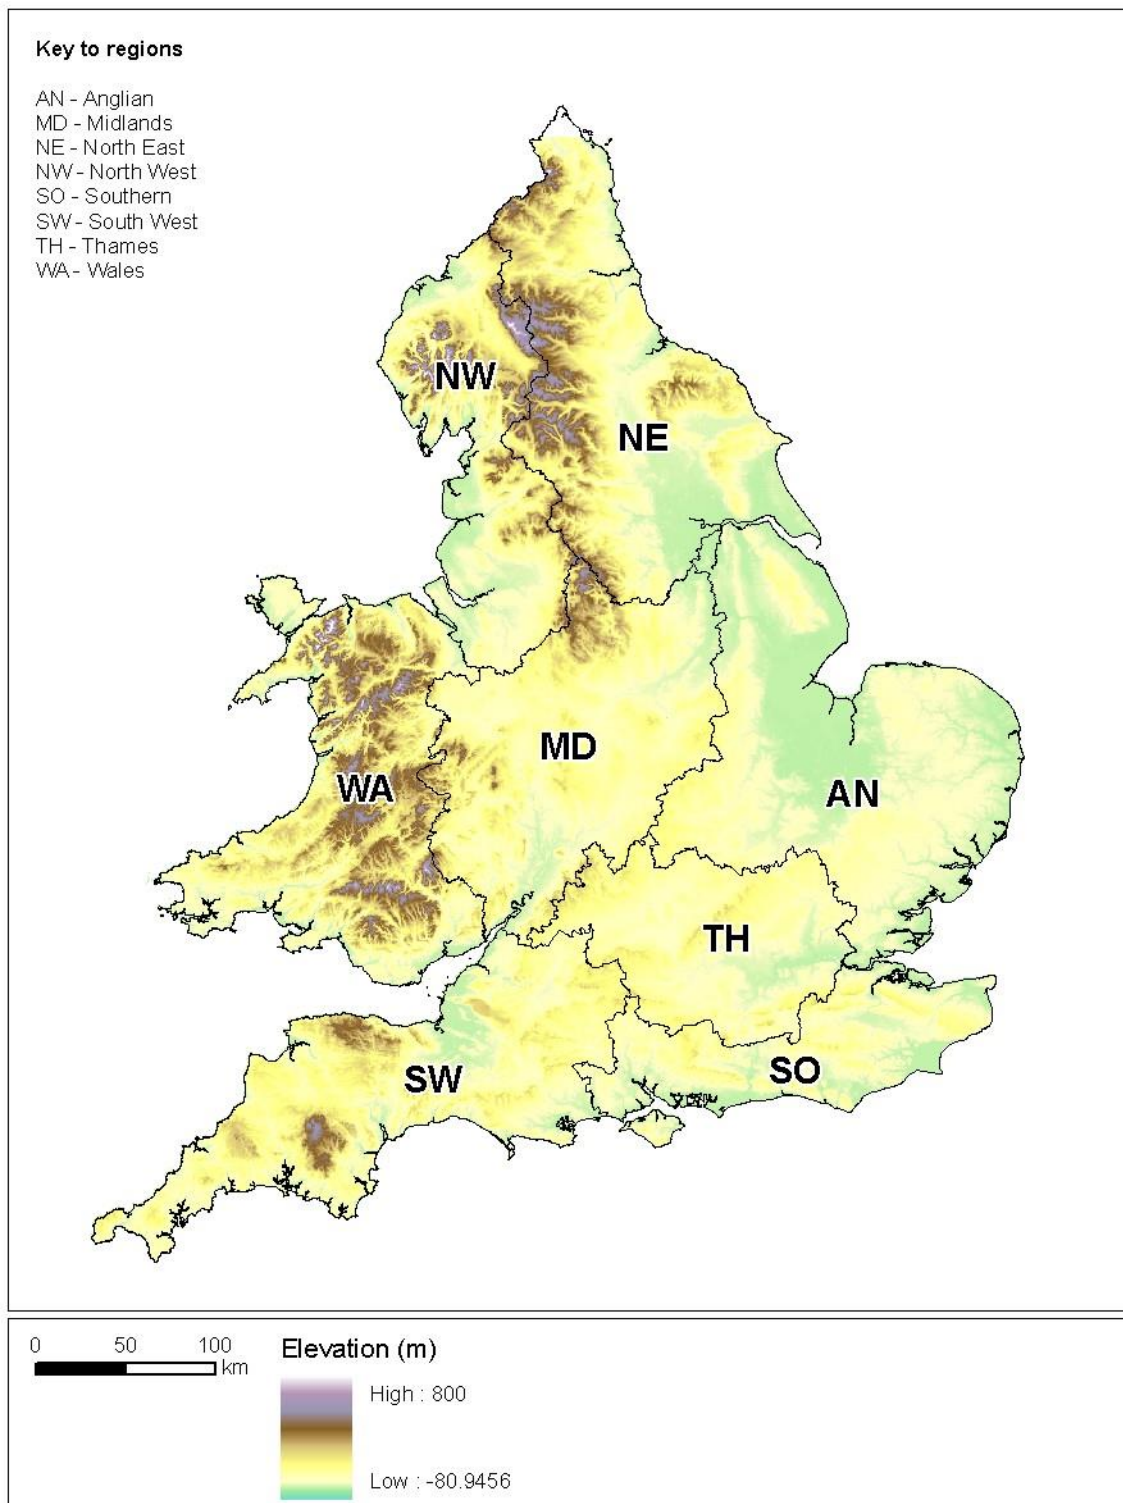 Key to regions
AN - Anglian
MD - Midlands
NE - North East
NW - North West
SO - Southern
SW - South West
TH - Thames
WA - Wales
NW
NE
MD
WA
AN
TH
SO
SW
0 50 100
km
Elevation (m)
High : 800
Low : -80.9456